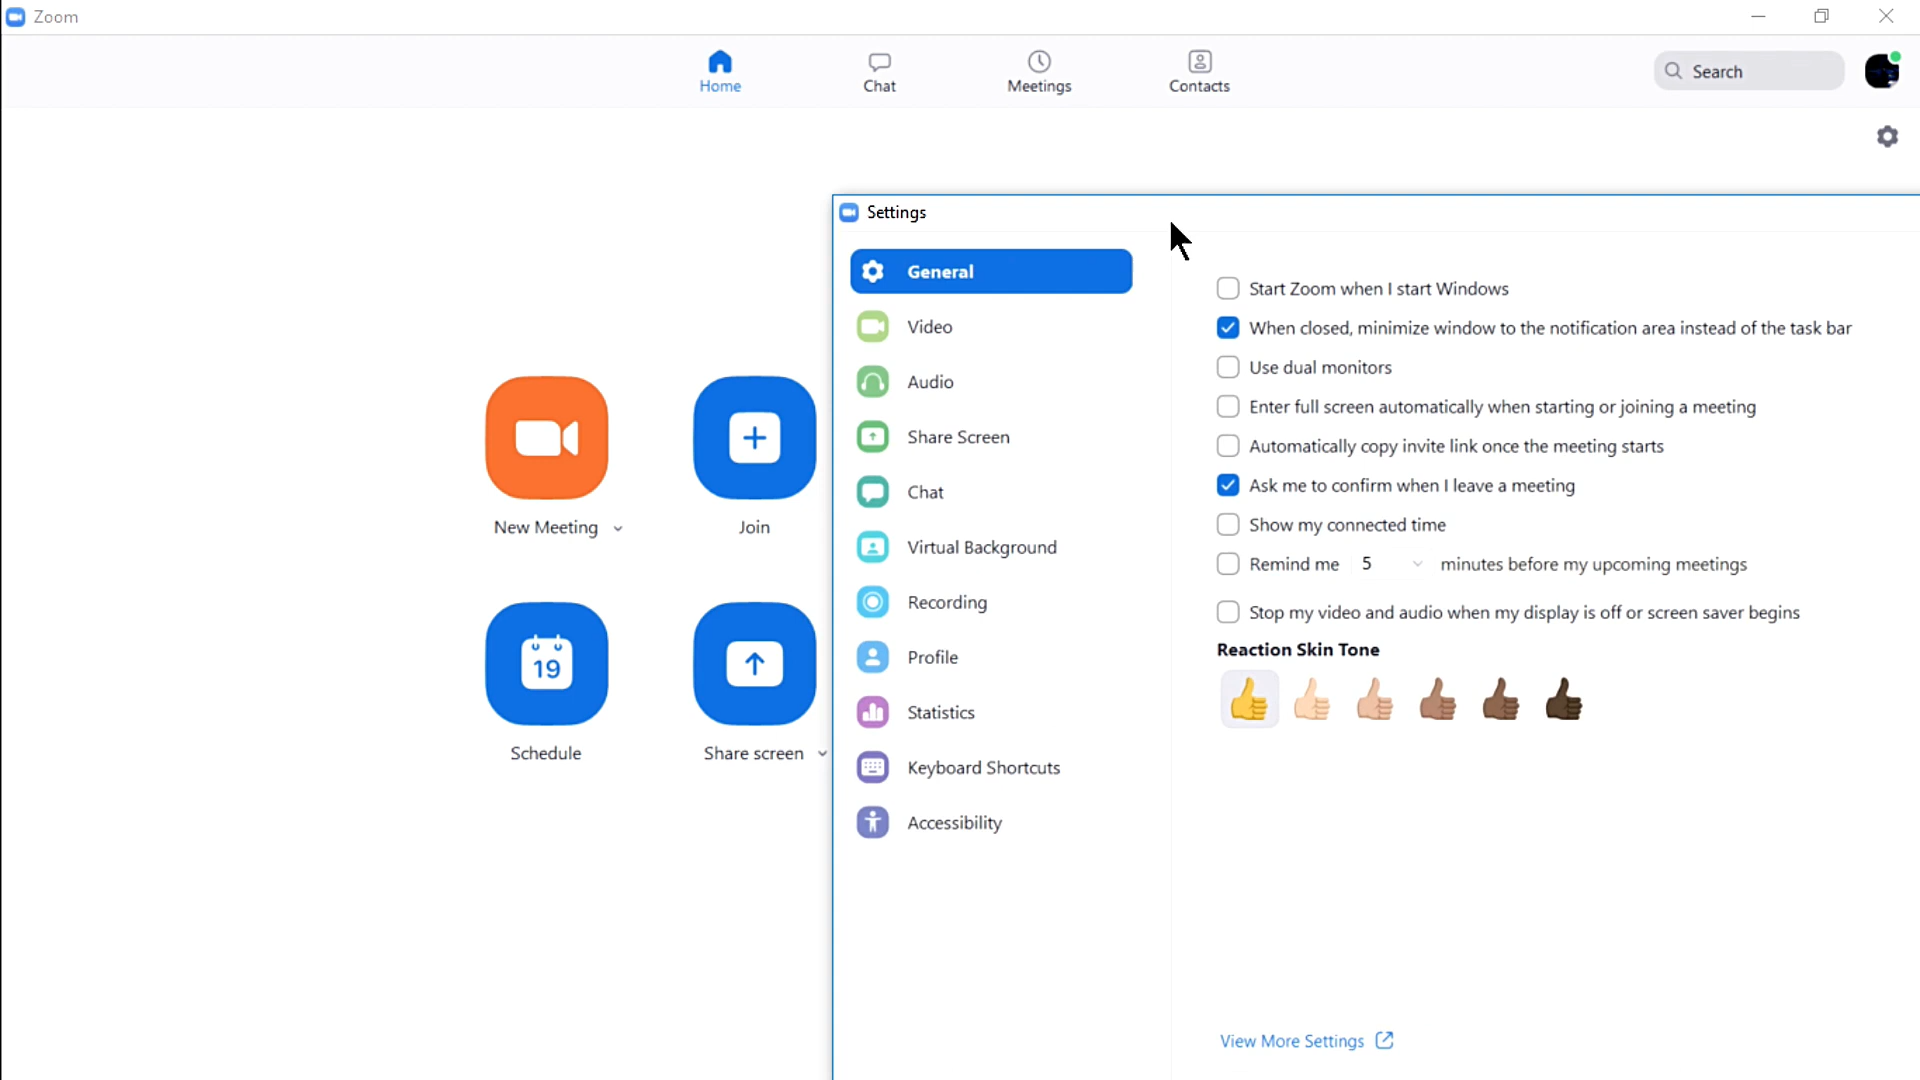 Zoom
Home
Chat
Meetings
Contacts
Search
Settings
General
Video
Audio
Share Screen
Chat
Virtual Background
Recording
Profile
Statistics
Keyboard Shortcuts
Accessibility
Start Zoom when I start Windows
When closed, minimize window to the notification area instead of the task bar
Use dual monitors
Enter full screen automatically when starting or joining a meeting
Automatically copy invite link once the meeting starts
Ask me to confirm when I leave a meeting
Show my connected time
Remind me 5 minutes before my upcoming meetings
Stop my video and audio when my display is off or screen saver begins
Reaction Skin Tone
View More Settings
New Meeting
Join
19
Schedule
Share screen